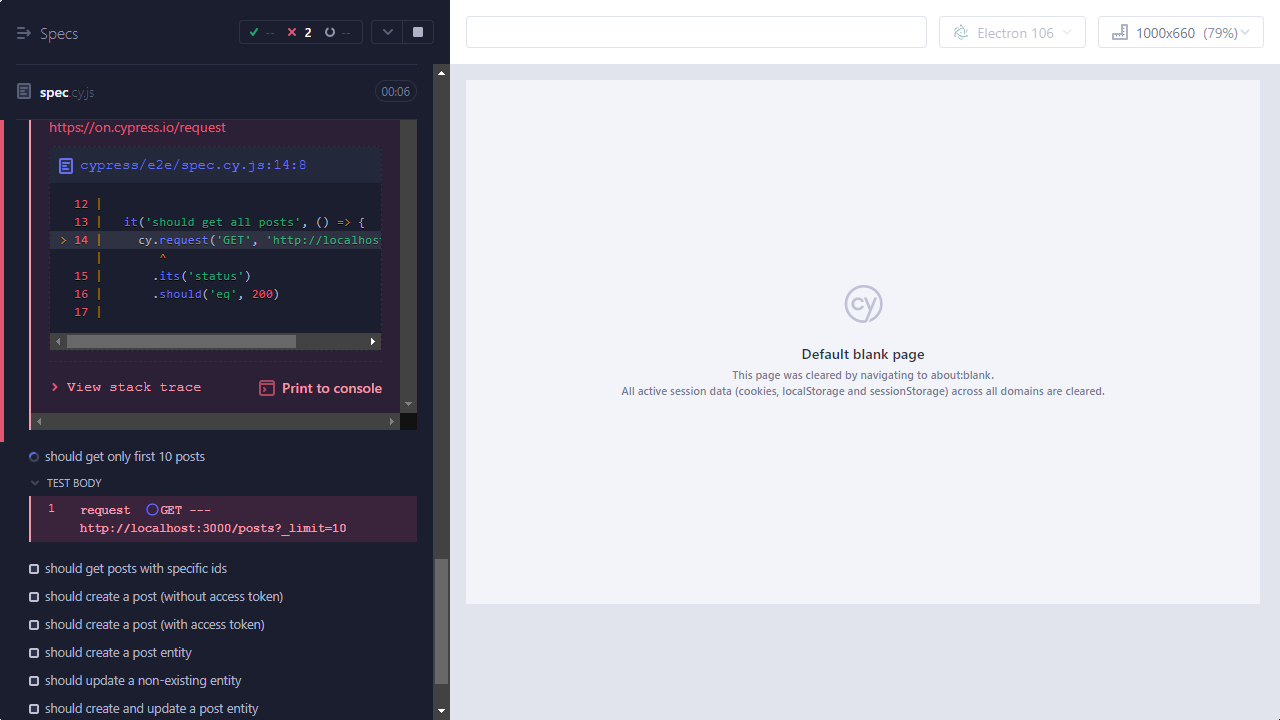 Specs
-- 2 --
Electron 106
1000x660 (79%)
spec.cy.js
00:06
https://on.cypress.io/request
cypress/e2e/spec.cy.js:14:8
12 |
13 | it('should get all posts', () => {
> 14 | cy.request('GET', 'http://localhos
| ^
15 | .its('status')
16 | .should('eq', 200)
17 |
View stack trace
Print to console
should get only first 10 posts
TEST BODY
1 request GET ---
http://localhost:3000/posts?_limit=10
should get posts with specific ids
should create a post (without access token)
should create a post (with access token)
should create a post entity
should update a non-existing entity
should create and update a post entity
cy
Default blank page
This page was cleared by navigating to about:blank.
All active session data (cookies, localStorage and sessionStorage) across all domains are cleared.